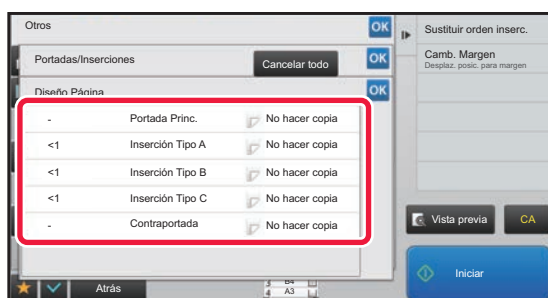 Otros OK
Portadas/Inserciones Cancelar todo OK
Diseño Página OK
- Portada Princ. No hacer copia
<1 Inserción Tipo A No hacer copia
<1 Inserción Tipo B No hacer copia
<1 Inserción Tipo C No hacer copia
- Contraportada No hacer copia
Atrás
4 A3
Sustituir orden inserc.
Camb. Margen
Desplaz. posic. para margen
Vista previa CA
Iniciar